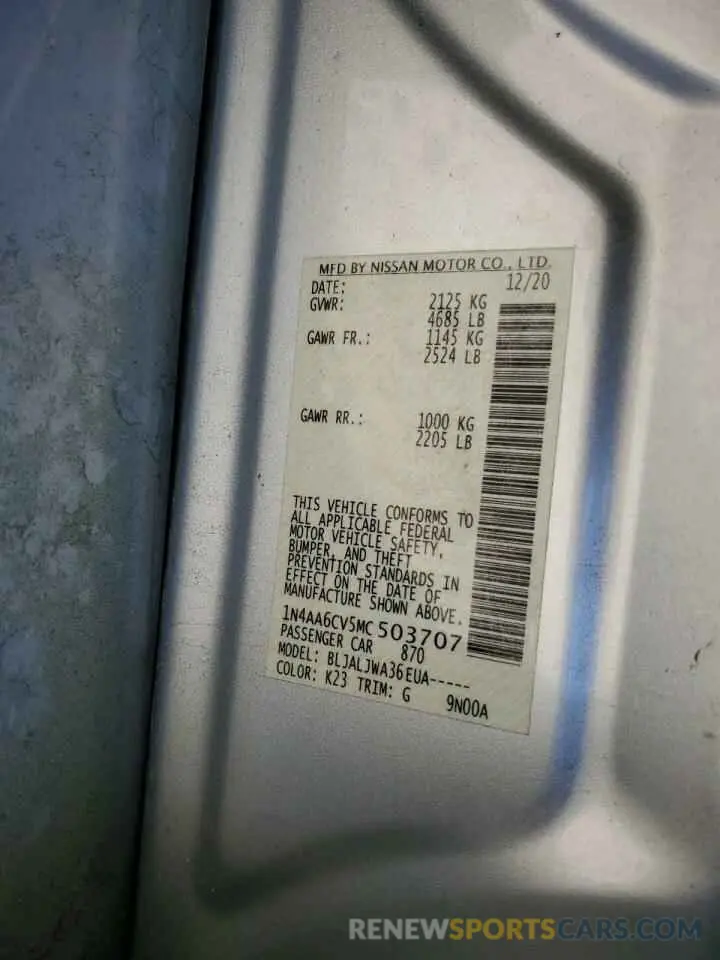 MFD BY NISSAN MOTOR CO., LTD.
DATE: 12/20
GVWR: 2125 KG
4685 LB
GAWR FR.: 1145 KG
2524 LB
GAWR RR.: 1000 KG
2205 LB
THIS VEHICLE CONFORMS TO
ALL APPLICABLE FEDERAL
MOTOR VEHICLE SAFETY,
BUMPER, AND THEFT
PREVENTION STANDARDS IN
EFFECT ON THE DATE OF
MANUFACTURE SHOWN ABOVE.
1N4AA6CV5MC503707
PASSENGER CAR 870
MODEL: BLJALJWA36EUA-----
COLOR: K23 TRIM: G 9N00A
RENEWSPORTSCARS.COM